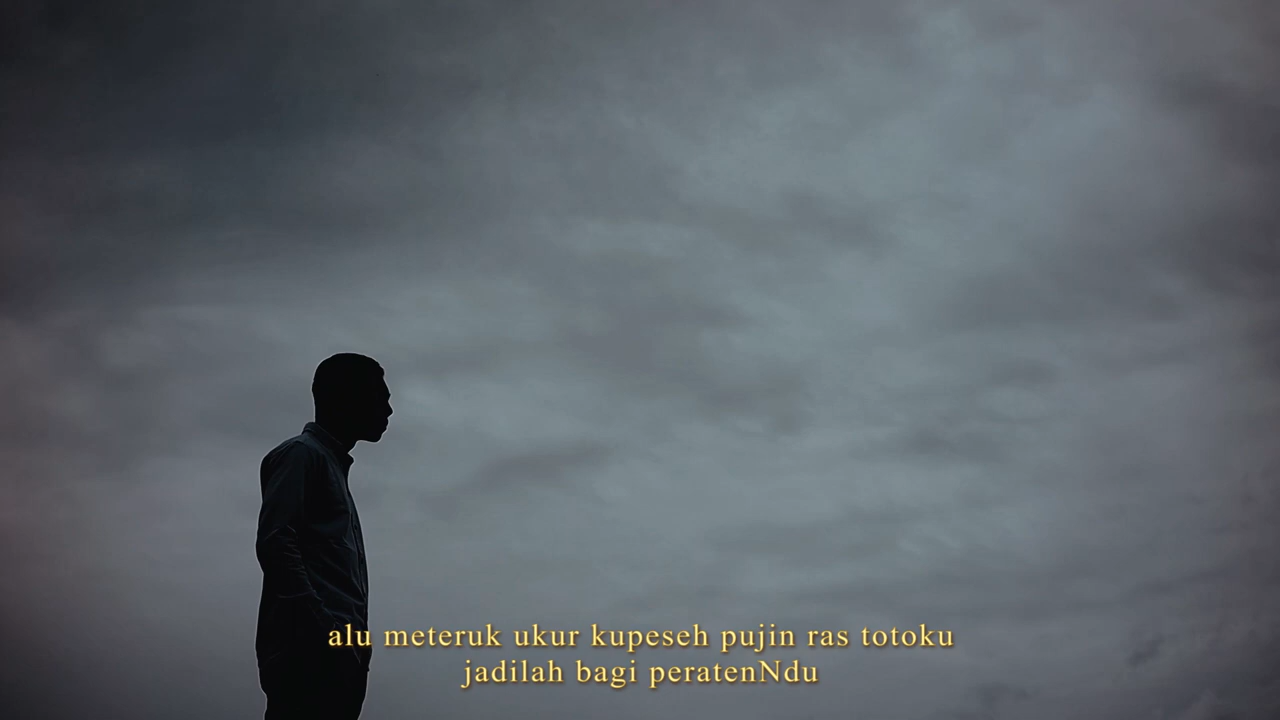 alu meteruk ukur kupeseh pujin ras totoku
jadilah bagi peratenNdu